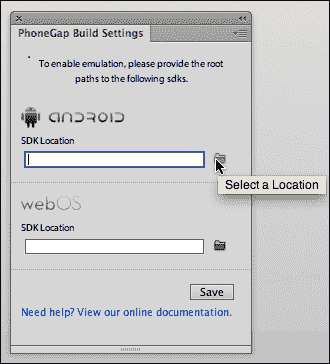 PhoneGap Build Settings
To enable emulation, please provide the root
paths to the following sdks.
android
SDK Location
Select a Location
webOS
SDK Location
Save
Need help? View our online documentation.